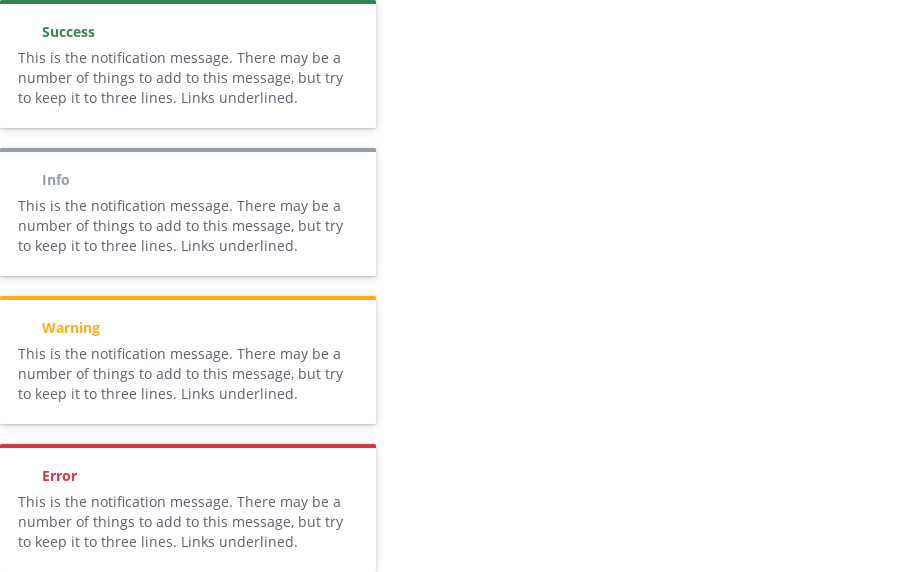 Success
This is the notification message. There may be a
number of things to add to this message, but try
to keep it to three lines. Links underlined.
Info
This is the notification message. There may be a
number of things to add to this message, but try
to keep it to three lines. Links underlined.
Warning
This is the notification message. There may be a
number of things to add to this message, but try
to keep it to three lines. Links underlined.
Error
This is the notification message. There may be a
number of things to add to this message, but try
to keep it to three lines. Links underlined.